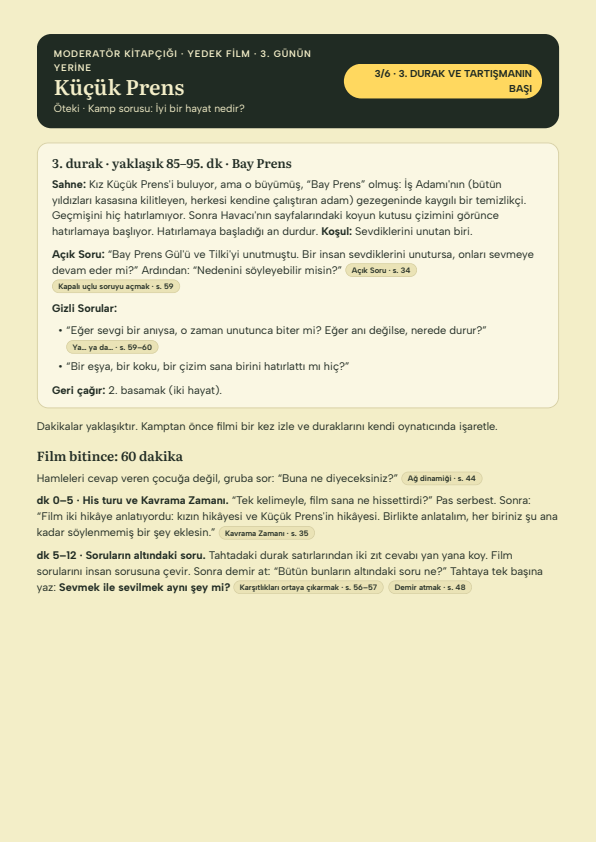 MODERATÖR KİTAPÇIĞI · YEDEK FİLM · 3. GÜNÜN
YERİNE
Küçük Prens
Öteki · Kamp sorusu: İyi bir hayat nedir?
3/6 · 3. DURAK VE TARTIŞMANIN
BAŞI
3. durak · yaklaşık 85–95. dk · Bay Prens
Sahne: Kız Küçük Prens'i buluyor, ama o büyümüş, “Bay Prens” olmuş: İş Adamı'nın (bütün
yıldızları kasasına kilitleyen, herkesi kendine çalıştıran adam) gezegeninde kaygılı bir temizlikçi.
Geçmişini hiç hatırlamıyor. Sonra Havacı'nın sayfalarındaki koyun kutusu çizimini görünce
hatırlamaya başlıyor. Hatırlamaya başladığı an durdur. Koşul: Sevdiklerini unutan biri.
Açık Soru: “Bay Prens Gül'ü ve Tilki'yi unutmuştu. Bir insan sevdiklerini unutursa, onları sevmeye
devam eder mi?” Ardından: “Nedenini söyleyebilir misin?” Açık Soru · s. 34
Kapalı uçlu soruyu açmak · s. 59
Gizli Sorular:
• “Eğer sevgi bir anıysa, o zaman unutunca biter mi? Eğer anı değilse, nerede durur?”
Ya… ya da… · s. 59–60
• “Bir eşya, bir koku, bir çizim sana birini hatırlattı mı hiç?”
Geri çağır: 2. basamak (iki hayat).
Dakikalar yaklaşıktır. Kamptan önce filmi bir kez izle ve duraklarını kendi oynatıcında işaretle.
Film bitince: 60 dakika
Hamleleri cevap veren çocuğa değil, gruba sor: “Buna ne diyeceksiniz?” Ağ dinamiği · s. 44
dk 0–5 · His turu ve Kavrama Zamanı. “Tek kelimeyle, film sana ne hissettirdi?” Pas serbest. Sonra:
“Film iki hikâye anlatıyordu: kızın hikâyesi ve Küçük Prens'in hikâyesi. Birlikte anlatalım, her biriniz şu ana
kadar söylenmemiş bir şey eklesin.” Kavrama Zamanı · s. 35
dk 5–12 · Soruların altındaki soru. Tahtadaki durak satırlarından iki zıt cevabı yan yana koy. Film
sorularını insan sorusuna çevir. Sonra demir at: “Bütün bunların altındaki soru ne?” Tahtaya tek başına
yaz: Sevmek ile sevilmek aynı şey mi? Karşıtlıkları ortaya çıkarmak · s. 56–57 Demir atmak · s. 48